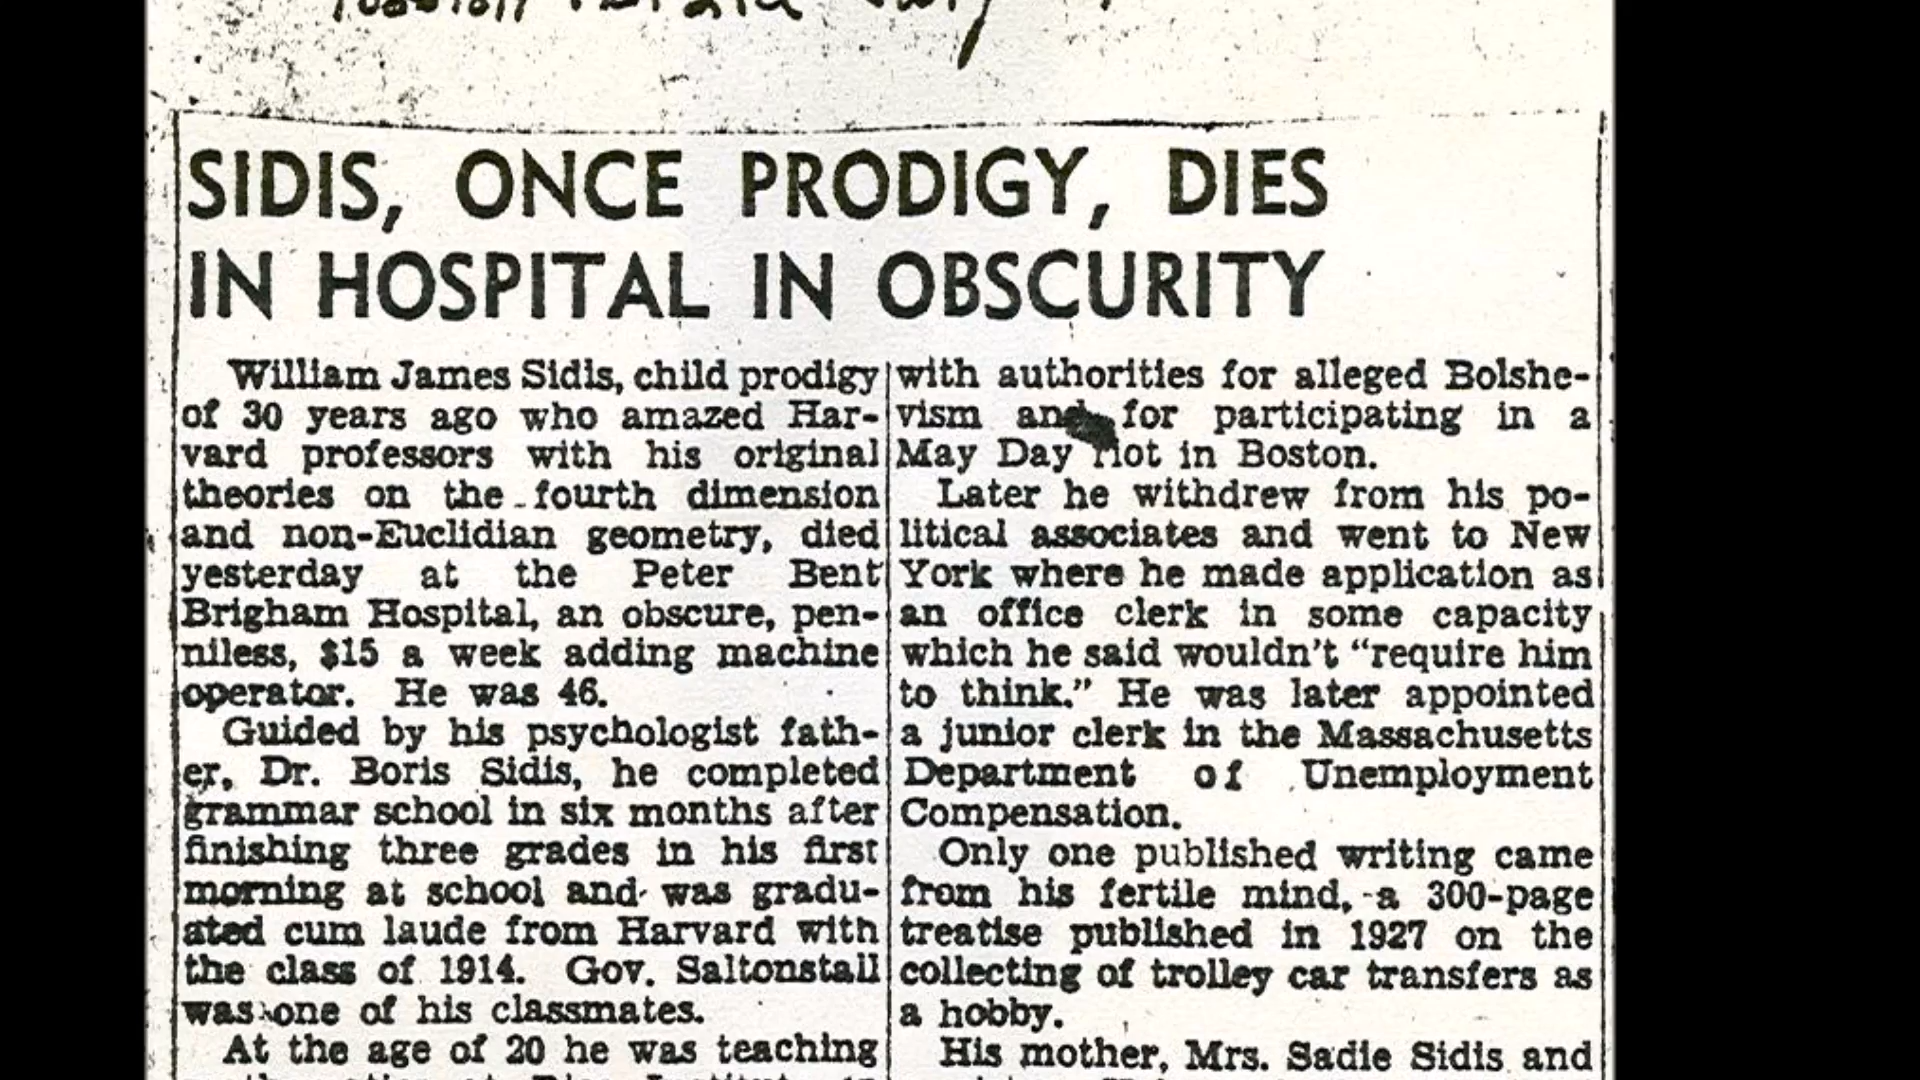 SIDIS, ONCE PRODIGY, DIES
IN HOSPITAL IN OBSCURITY
William James Sidis, child prodigy
of 30 years ago who amazed Har-
vard professors with his original
theories on the fourth dimension
and non-Euclidian geometry, died
yesterday at the Peter Bent
Brigham Hospital, an obscure, pen-
niless, $15 a week adding machine
operator. He was 46.
Guided by his psychologist fath-
er, Dr. Boris Sidis, he completed
grammar school in six months after
finishing three grades in his first
morning at school and was gradu-
ated cum laude from Harvard with
the class of 1914. Gov. Saltonstall
was one of his classmates.
At the age of 20 he was teaching
with authorities for alleged Bolshe-
vism and for participating in a
May Day riot in Boston.
Later he withdrew from his po-
litical associates and went to New
York where he made application as
an office clerk in some capacity
which he said wouldn't “require him
to think.” He was later appointed
a junior clerk in the Massachusetts
Department of Unemployment
Compensation.
Only one published writing came
from his fertile mind, a 300-page
treatise published in 1927 on the
collecting of trolley car transfers as
a hobby.
His mother, Mrs. Sadie Sidis and